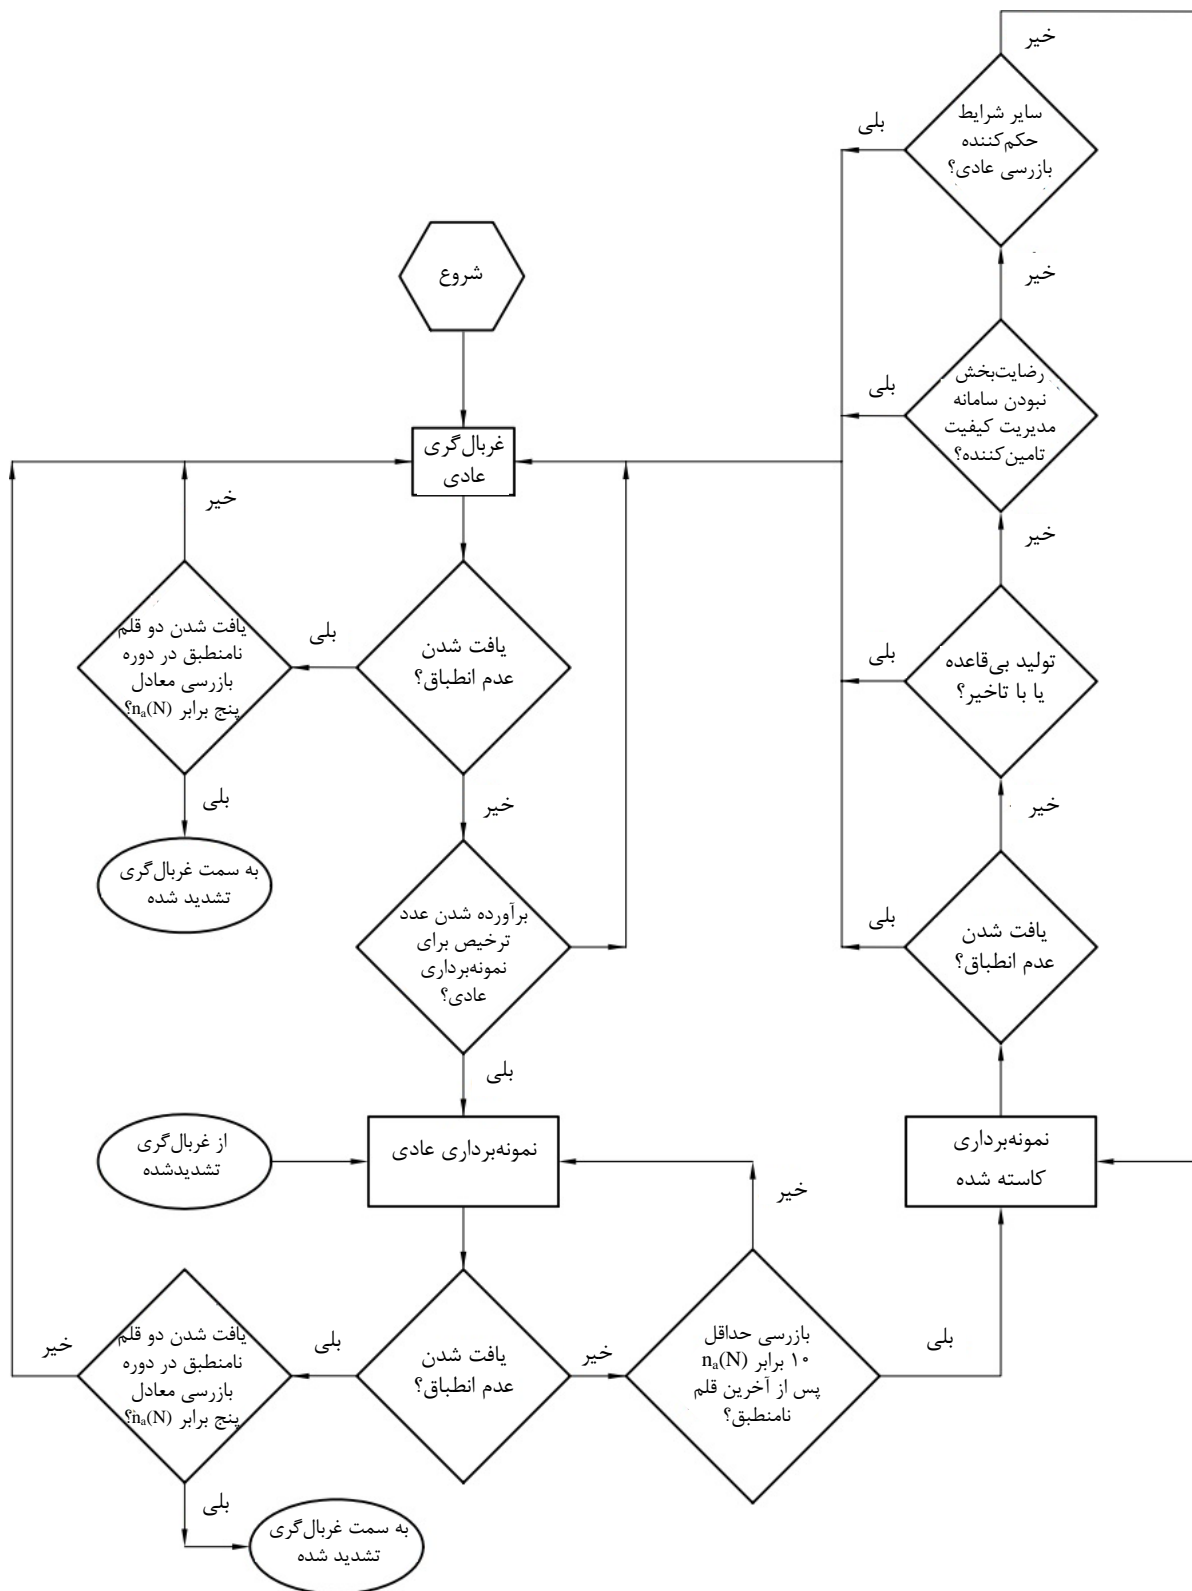 خیر
سایر شرایط
حکم‌کننده
بازرسی عادی؟
بلی
خیر
شروع
رضایت‌بخش
نبودن سامانه
مدیریت کیفیت
تامین‌کننده؟
بلی
خیر
غربال‌گری
عادی
خیر
یافت شدن
عدم انطباق؟
بلی
یافت شدن دو قلم
نامنطبق در دوره
بازرسی معادل
پنج برابر nₐ(N)؟
بلی
تولید بی‌قاعده
یا با تاخیر؟
بلی
خیر
خیر
به سمت غربال‌گری
تشدید شده
برآورده شدن عدد
ترخیص برای
نمونه‌برداری
عادی؟
بلی
یافت شدن
عدم انطباق؟
بلی
از غربال‌گری
تشدیدشده
نمونه‌برداری عادی
نمونه‌برداری
کاسته شده
خیر
یافت شدن
عدم انطباق؟
بلی
خیر
یافت شدن دو قلم
نامنطبق در دوره
بازرسی معادل
پنج برابر nₐ(N)؟
خیر
بازرسی حداقل
۱۰ برابر nₐ(N)
پس از آخرین قلم
نامنطبق؟
بلی
بلی
به سمت غربال‌گری
تشدید شده